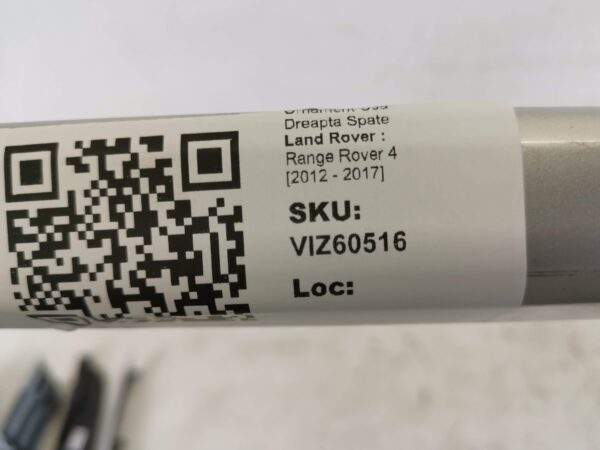 Dreapta Spate
Land Rover :
Range Rover 4
[2012 - 2017]
SKU:
VIZ60516
Loc: